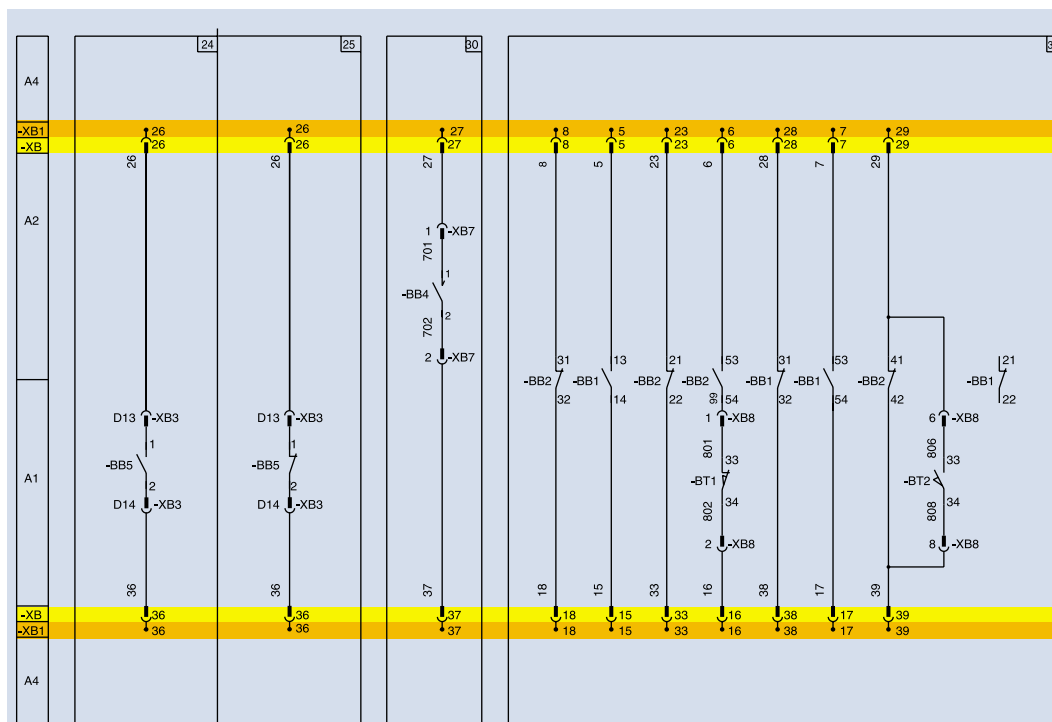 24 25 30 3
A4
-XB1 26 26 27 8 5 23 6 28 7 29
-XB 26 26 27 8 5 23 6 28 7 29
26 26 27 8 5 23 6 28 7 29
A2
1 -XB7
701
1
-BB4
2
702
2 -XB7
31 13 21 53 31 53 41 21
-BB2 -BB1 -BB2 -BB2 -BB1 -BB1 -BB2 -BB1
32 14 22 99 54 32 54 42 22
D13 -XB3 D13 -XB3 1 -XB8 6 -XB8
1 1 801 806
33 33
-BB5 -BB5
A1 -BT1 -BT2
2 2
34 34
D14 -XB3 D14 -XB3 802 808
2 -XB8 8 -XB8
36 36 37 18 15 33 16 38 17 39
-XB 36 36 37 18 15 33 16 38 17 39
-XB1 36 36 37 18 15 33 16 38 17 39
A4